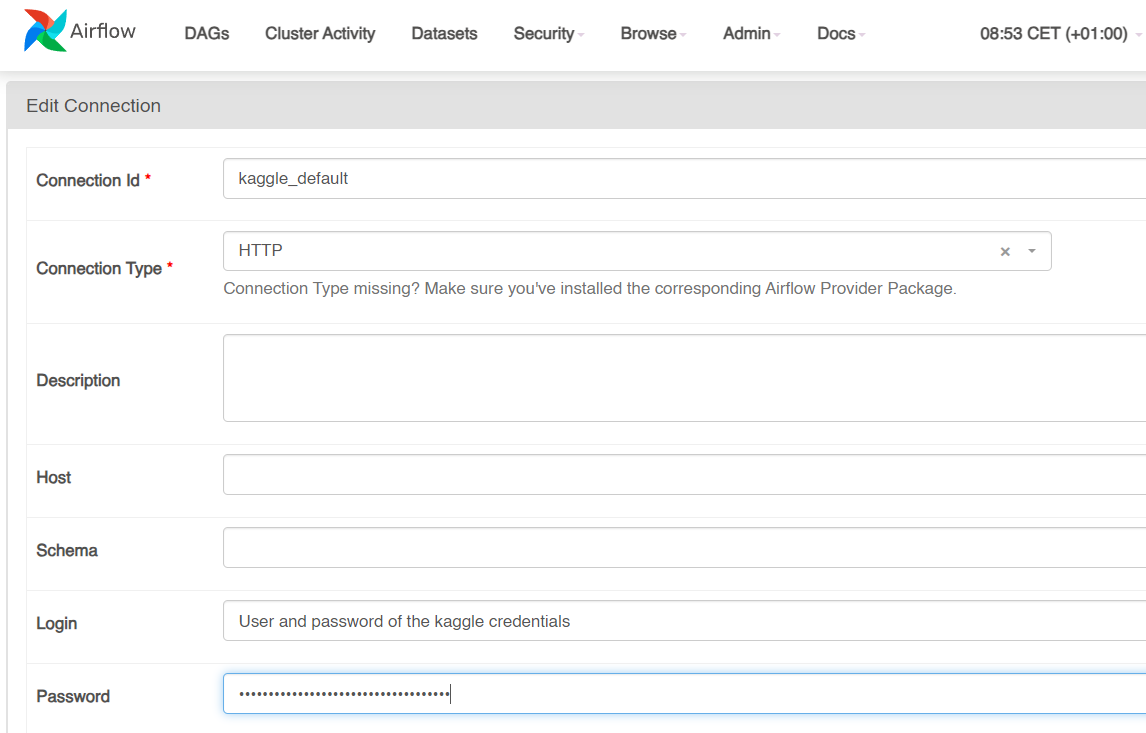 Airflow DAGs Cluster Activity Datasets Security Browse Admin Docs 08:53 CET (+01:00)
Edit Connection
Connection Id * kaggle_default
Connection Type * HTTP × 
Connection Type missing? Make sure you've installed the corresponding Airflow Provider Package.
Description
Host
Schema
Login User and password of the kaggle credentials
Password ••••••••••••••••••••••••••••••••••••